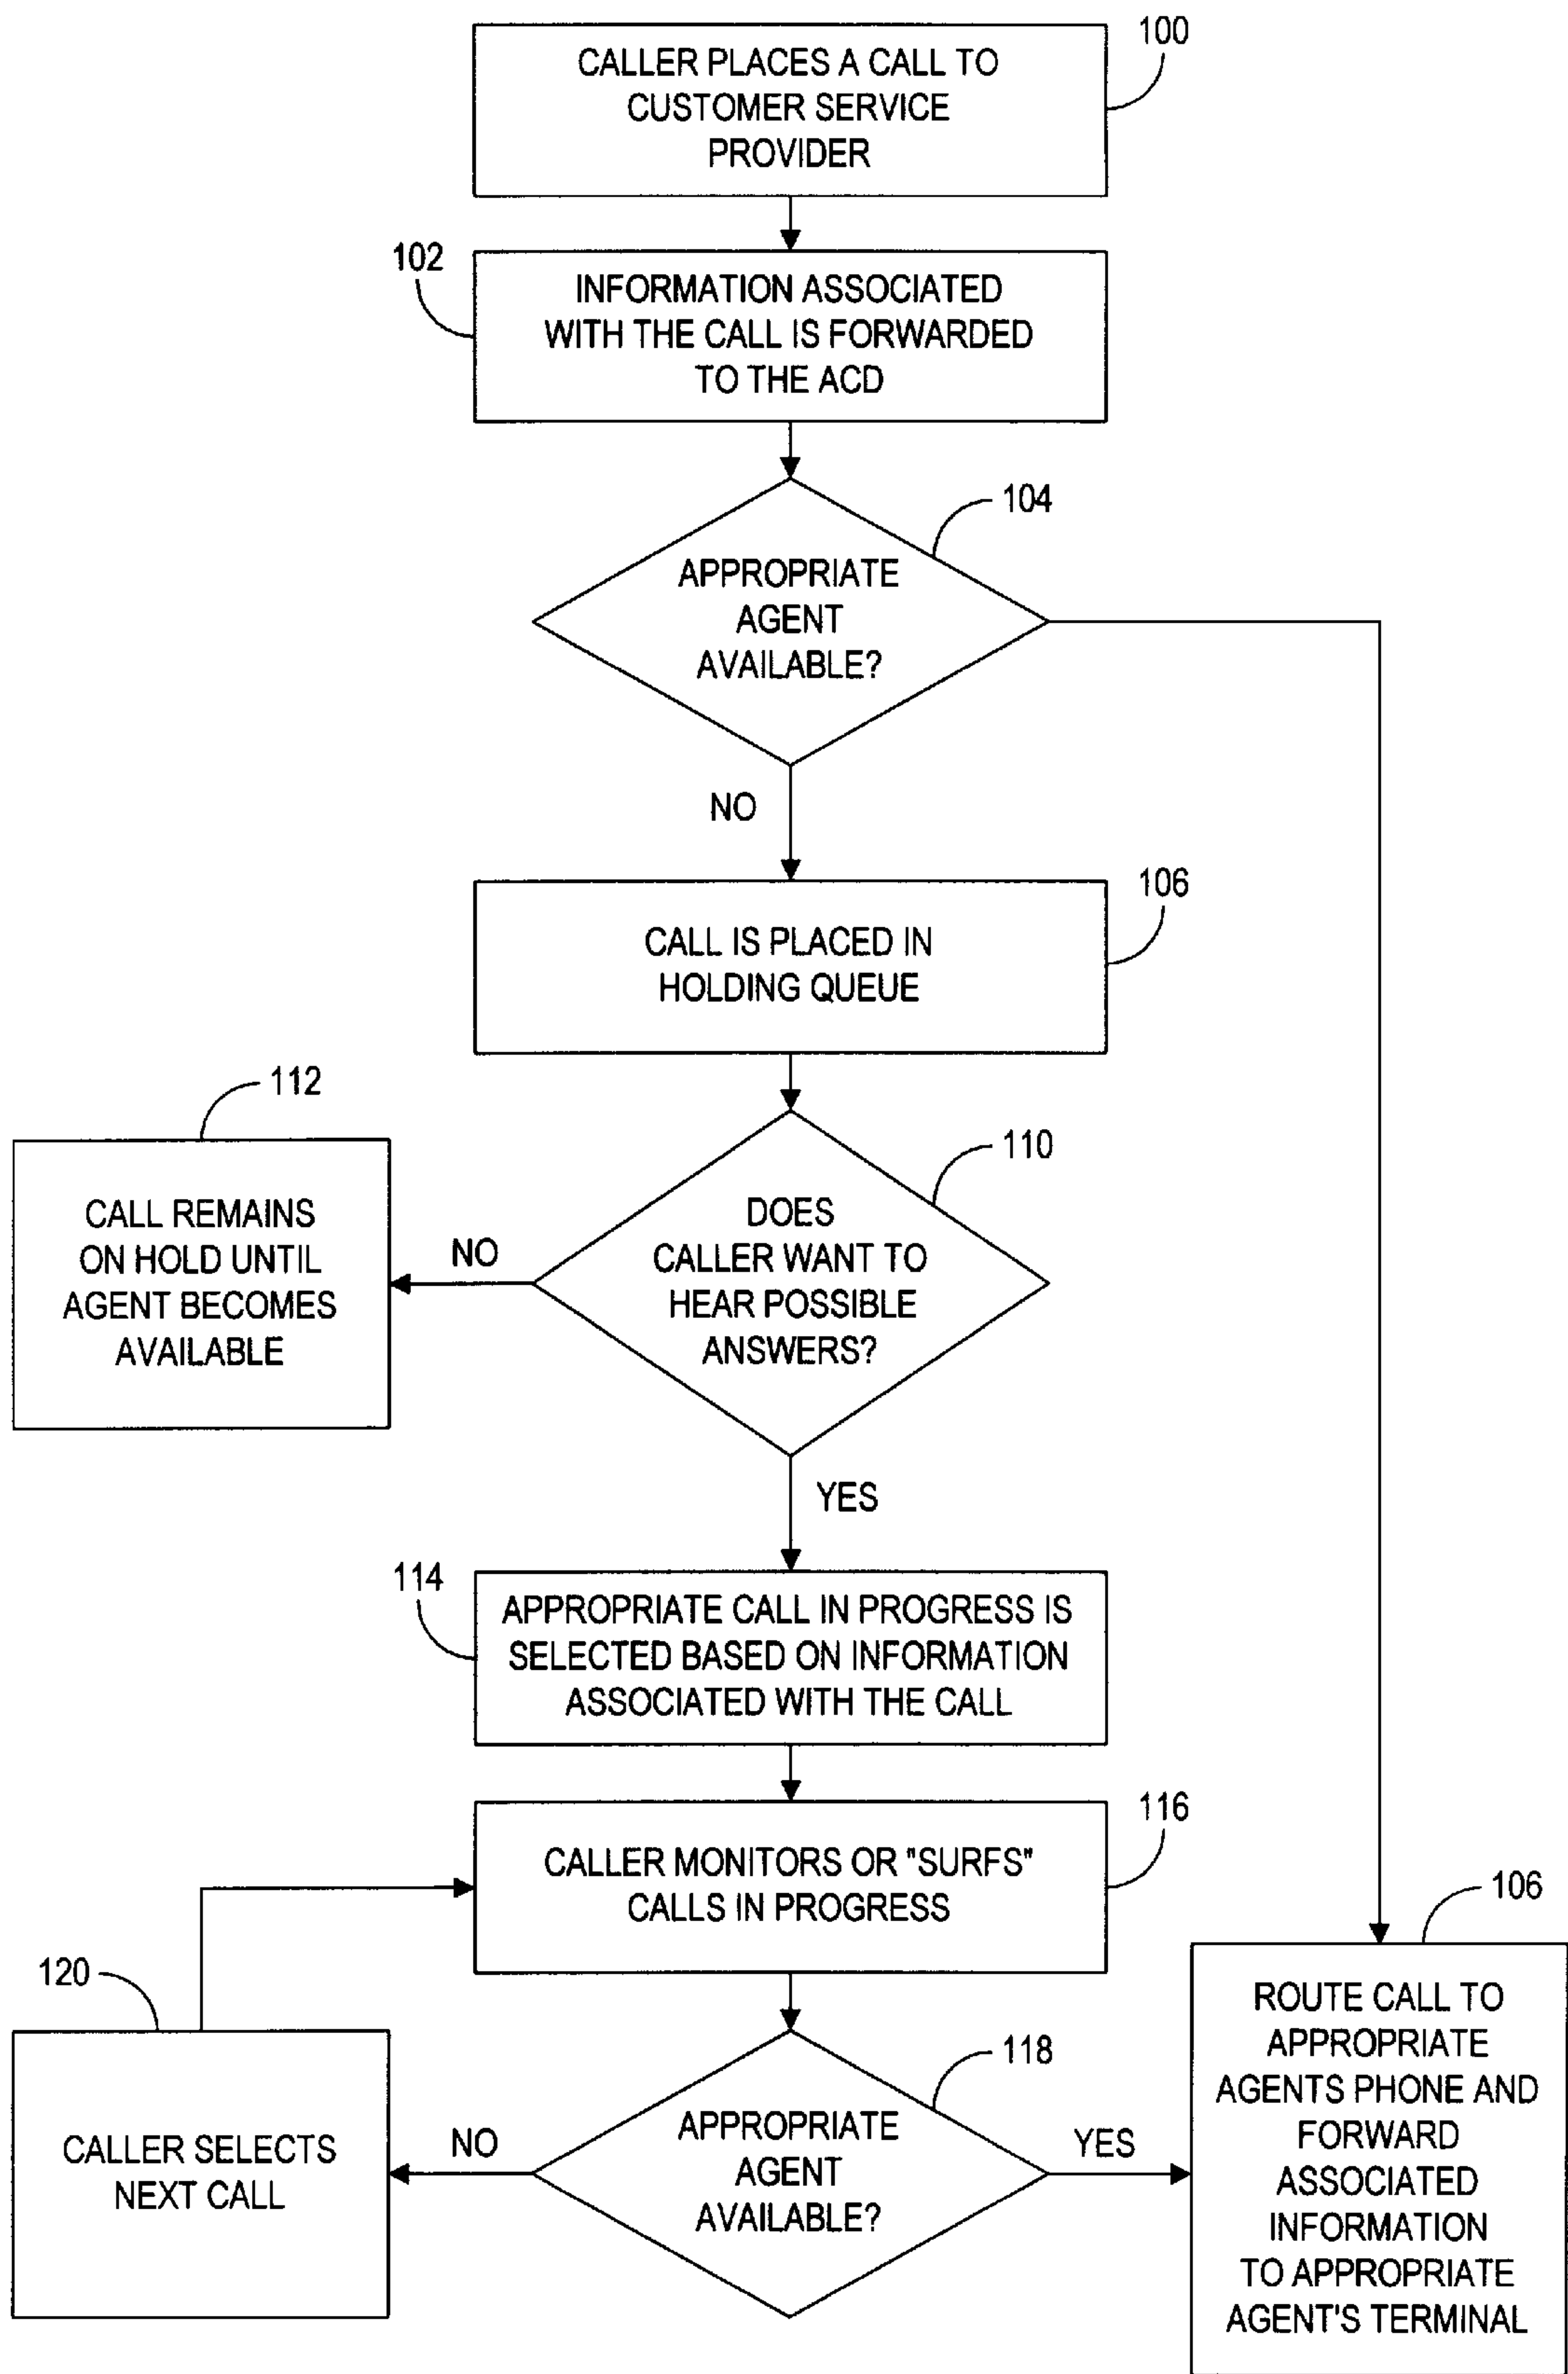 100
CALLER PLACES A CALL TO
CUSTOMER SERVICE
PROVIDER
102
INFORMATION ASSOCIATED
WITH THE CALL IS FORWARDED
TO THE ACD
104
APPROPRIATE
AGENT
AVAILABLE?
NO
106
CALL IS PLACED IN
HOLDING QUEUE
112
CALL REMAINS
ON HOLD UNTIL
AGENT BECOMES
AVAILABLE
NO
110
DOES
CALLER WANT TO
HEAR POSSIBLE
ANSWERS?
YES
114
APPROPRIATE CALL IN PROGRESS IS
SELECTED BASED ON INFORMATION
ASSOCIATED WITH THE CALL
116
CALLER MONITORS OR "SURFS"
CALLS IN PROGRESS
120
CALLER SELECTS
NEXT CALL
NO
118
APPROPRIATE
AGENT
AVAILABLE?
YES
106
ROUTE CALL TO
APPROPRIATE
AGENTS PHONE AND
FORWARD
ASSOCIATED
INFORMATION
TO APPROPRIATE
AGENT'S TERMINAL